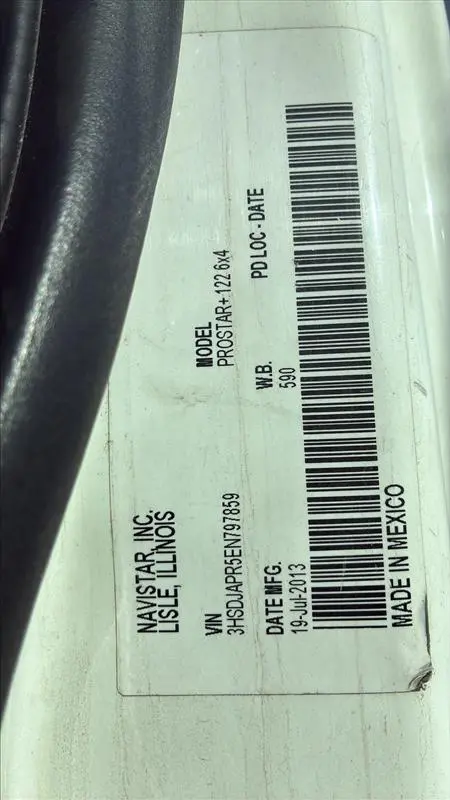 NAVISTAR, INC.
LISLE, ILLINOIS
VIN
3HSDJAPR5EN797859
MODEL
PROSTAR+ 122 6x4
DATE MFG.
19-Jul-2013
W.B.
590
PD LOC - DATE
MADE IN MEXICO